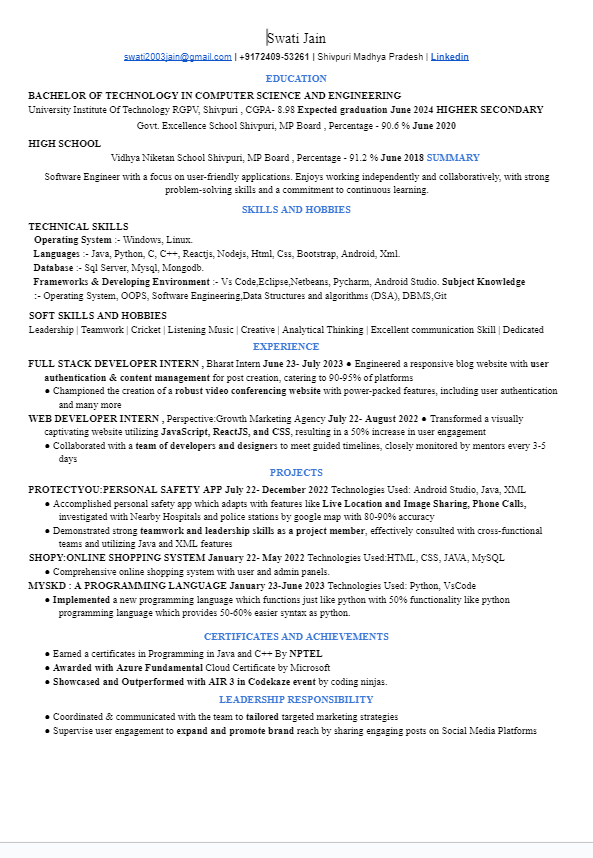 Swati Jain
swati2003jain@gmail.com | +9172409-53261 | Shivpuri Madhya Pradesh | Linkedin
EDUCATION
BACHELOR OF TECHNOLOGY IN COMPUTER SCIENCE AND ENGINEERING
University Institute Of Technology RGPV, Shivpuri , CGPA- 8.98 Expected graduation June 2024 HIGHER SECONDARY
Govt. Excellence School Shivpuri, MP Board , Percentage - 90.6 % June 2020
HIGH SCHOOL
Vidhya Niketan School Shivpuri, MP Board , Percentage - 91.2 % June 2018 SUMMARY
Software Engineer with a focus on user-friendly applications. Enjoys working independently and collaboratively, with strong
problem-solving skills and a commitment to continuous learning.
SKILLS AND HOBBIES
TECHNICAL SKILLS
Operating System :- Windows, Linux.
Languages :- Java, Python, C, C++, Reactjs, Nodejs, Html, Css, Bootstrap, Android, Xml.
Database :- Sql Server, Mysql, Mongodb.
Frameworks & Developing Environment :- Vs Code,Eclipse,Netbeans, Pycharm, Android Studio. Subject Knowledge
:- Operating System, OOPS, Software Engineering,Data Structures and algorithms (DSA), DBMS,Git
SOFT SKILLS AND HOBBIES
Leadership | Teamwork | Cricket | Listening Music | Creative | Analytical Thinking | Excellent communication Skill | Dedicated
EXPERIENCE
FULL STACK DEVELOPER INTERN , Bharat Intern June 23- July 2023 ● Engineered a responsive blog website with user
authentication & content management for post creation, catering to 90-95% of platforms
● Championed the creation of a robust video conferencing website with power-packed features, including user authentication
and many more
WEB DEVELOPER INTERN , Perspective:Growth Marketing Agency July 22- August 2022 ● Transformed a visually
captivating website utilizing JavaScript, ReactJS, and CSS, resulting in a 50% increase in user engagement
● Collaborated with a team of developers and designers to meet guided timelines, closely monitored by mentors every 3-5
days
PROJECTS
PROTECTYOU:PERSONAL SAFETY APP July 22- December 2022 Technologies Used: Android Studio, Java, XML
● Accomplished personal safety app which adapts with features like Live Location and Image Sharing, Phone Calls,
investigated with Nearby Hospitals and police stations by google map with 80-90% accuracy
● Demonstrated strong teamwork and leadership skills as a project member, effectively consulted with cross-functional
teams and utilizing Java and XML features
SHOPY:ONLINE SHOPPING SYSTEM January 22- May 2022 Technologies Used:HTML, CSS, JAVA, MySQL
● Comprehensive online shopping system with user and admin panels.
MYSKD : A PROGRAMMING LANGUAGE January 23-June 2023 Technologies Used: Python, VsCode
● Implemented a new programming language which functions just like python with 50% functionality like python
programming language which provides 50-60% easier syntax as python.
CERTIFICATES AND ACHIEVEMENTS
● Earned a certificates in Programming in Java and C++ By NPTEL
● Awarded with Azure Fundamental Cloud Certificate by Microsoft
● Showcased and Outperformed with AIR 3 in Codekaze event by coding ninjas.
LEADERSHIP RESPONSIBILITY
● Coordinated & communicated with the team to tailored targeted marketing strategies
● Supervise user engagement to expand and promote brand reach by sharing engaging posts on Social Media Platforms